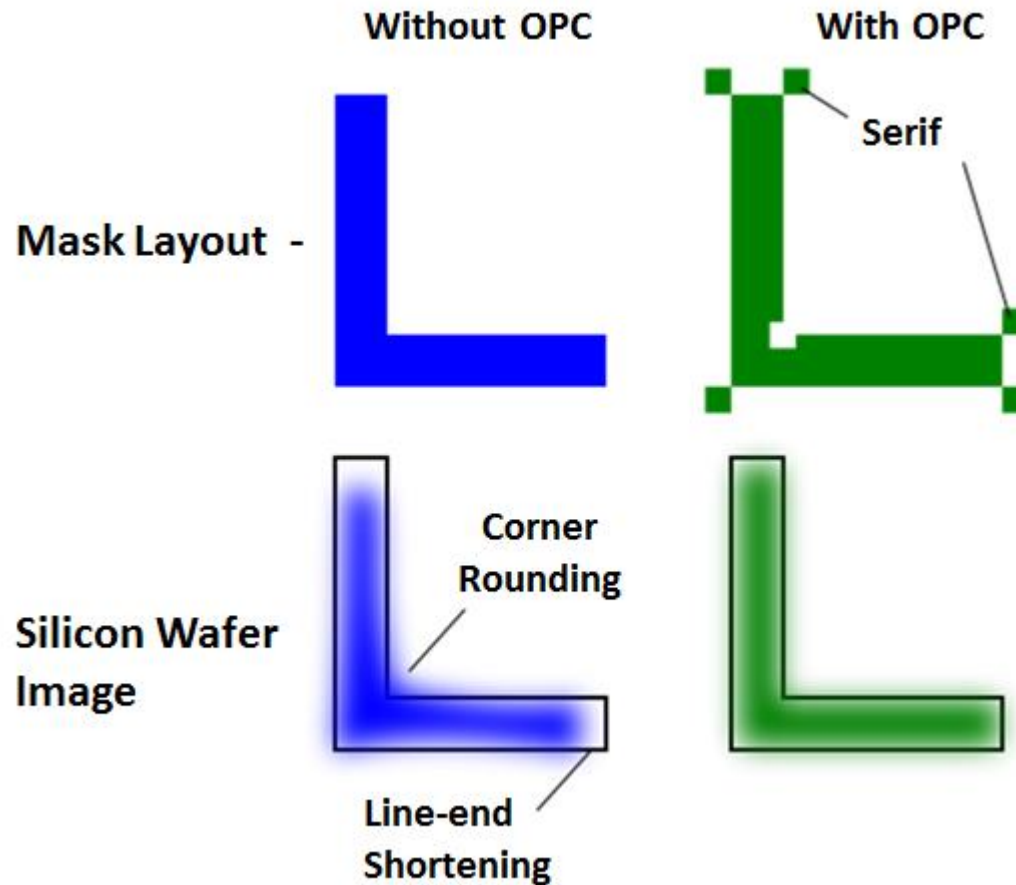 Without OPC
With OPC
Serif
Mask Layout -
Corner
Rounding
Silicon Wafer
Image
Line-end
Shortening